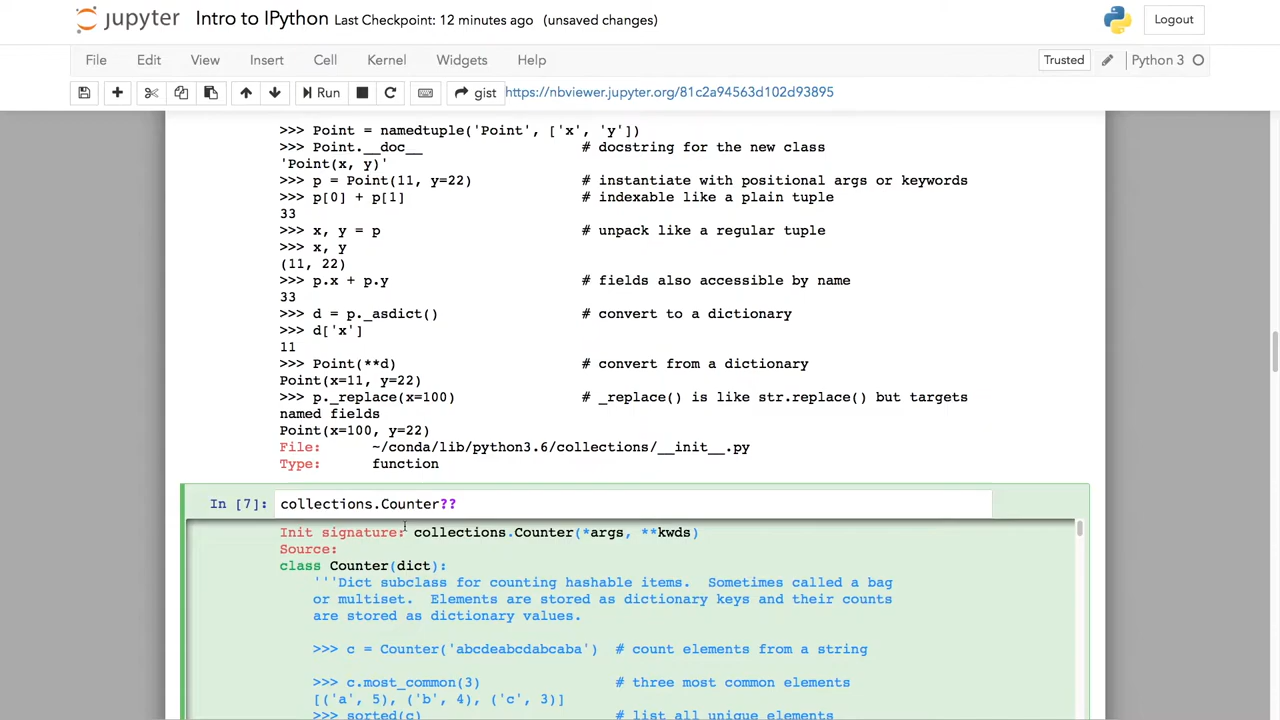 jupyter Intro to IPython Last Checkpoint: 12 minutes ago (unsaved changes) Logout
File Edit View Insert Cell Kernel Widgets Help Trusted Python 3
Run gist https://nbviewer.jupyter.org/81c2a94563d102d93895
>>> Point = namedtuple('Point', ['x', 'y'])
>>> Point.__doc__ # docstring for the new class
'Point(x, y)'
>>> p = Point(11, y=22) # instantiate with positional args or keywords
>>> p[0] + p[1] # indexable like a plain tuple
33
>>> x, y = p # unpack like a regular tuple
>>> x, y
(11, 22)
>>> p.x + p.y # fields also accessible by name
33
>>> d = p._asdict() # convert to a dictionary
>>> d['x']
11
>>> Point(**d) # convert from a dictionary
Point(x=11, y=22)
>>> p._replace(x=100) # _replace() is like str.replace() but targets
named fields
Point(x=100, y=22)
File: ~/conda/lib/python3.6/collections/__init__.py
Type: function
In [7]: collections.Counter??
Init signature: collections.Counter(*args, **kwds)
Source:
class Counter(dict):
'''Dict subclass for counting hashable items. Sometimes called a bag
or multiset. Elements are stored as dictionary keys and their counts
are stored as dictionary values.
>>> c = Counter('abcdeabcdabcaba') # count elements from a string
>>> c.most_common(3) # three most common elements
[('a', 5), ('b', 4), ('c', 3)]
>>> sorted(c) # list all unique elements